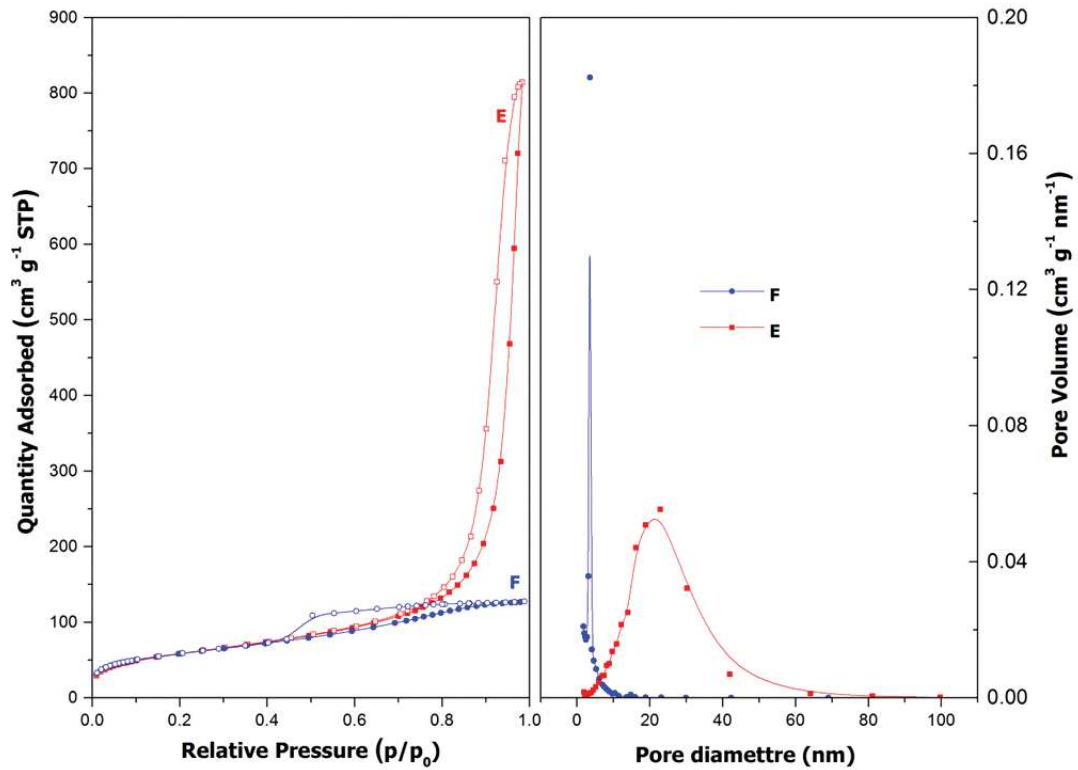 900
800
700
600
500
400
300
200
100
0
Quantity Adsorbed (cm³ g⁻¹ STP)
0.0 0.2 0.4 0.6 0.8 1.0
Relative Pressure (p/p₀)
E
F
F
E
0 20 40 60 80 100
Pore diamettre (nm)
0.20
0.16
0.12
0.08
0.04
0.00
Pore Volume (cm³ g⁻¹ nm⁻¹)